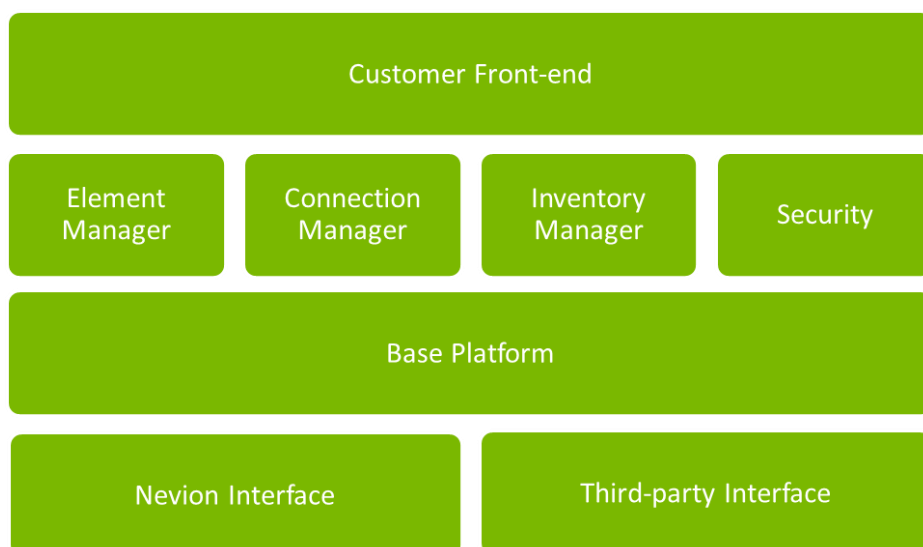 Customer Front-end
Element
Manager
Connection
Manager
Inventory
Manager
Security
Base Platform
Nevion Interface
Third-party Interface